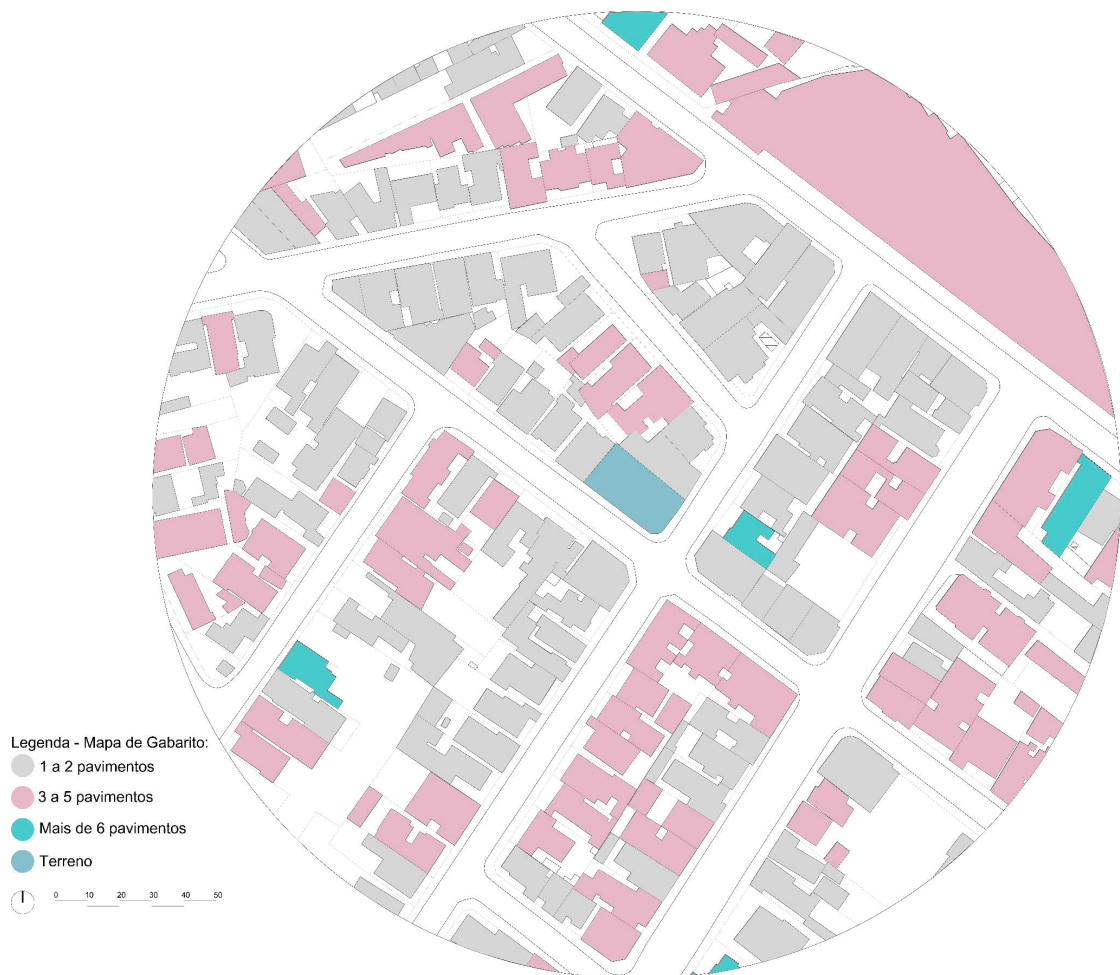 Legenda - Mapa de Gabarito:
1 a 2 pavimentos
3 a 5 pavimentos
Mais de 6 pavimentos
Terreno
0 10 20 30 40 50